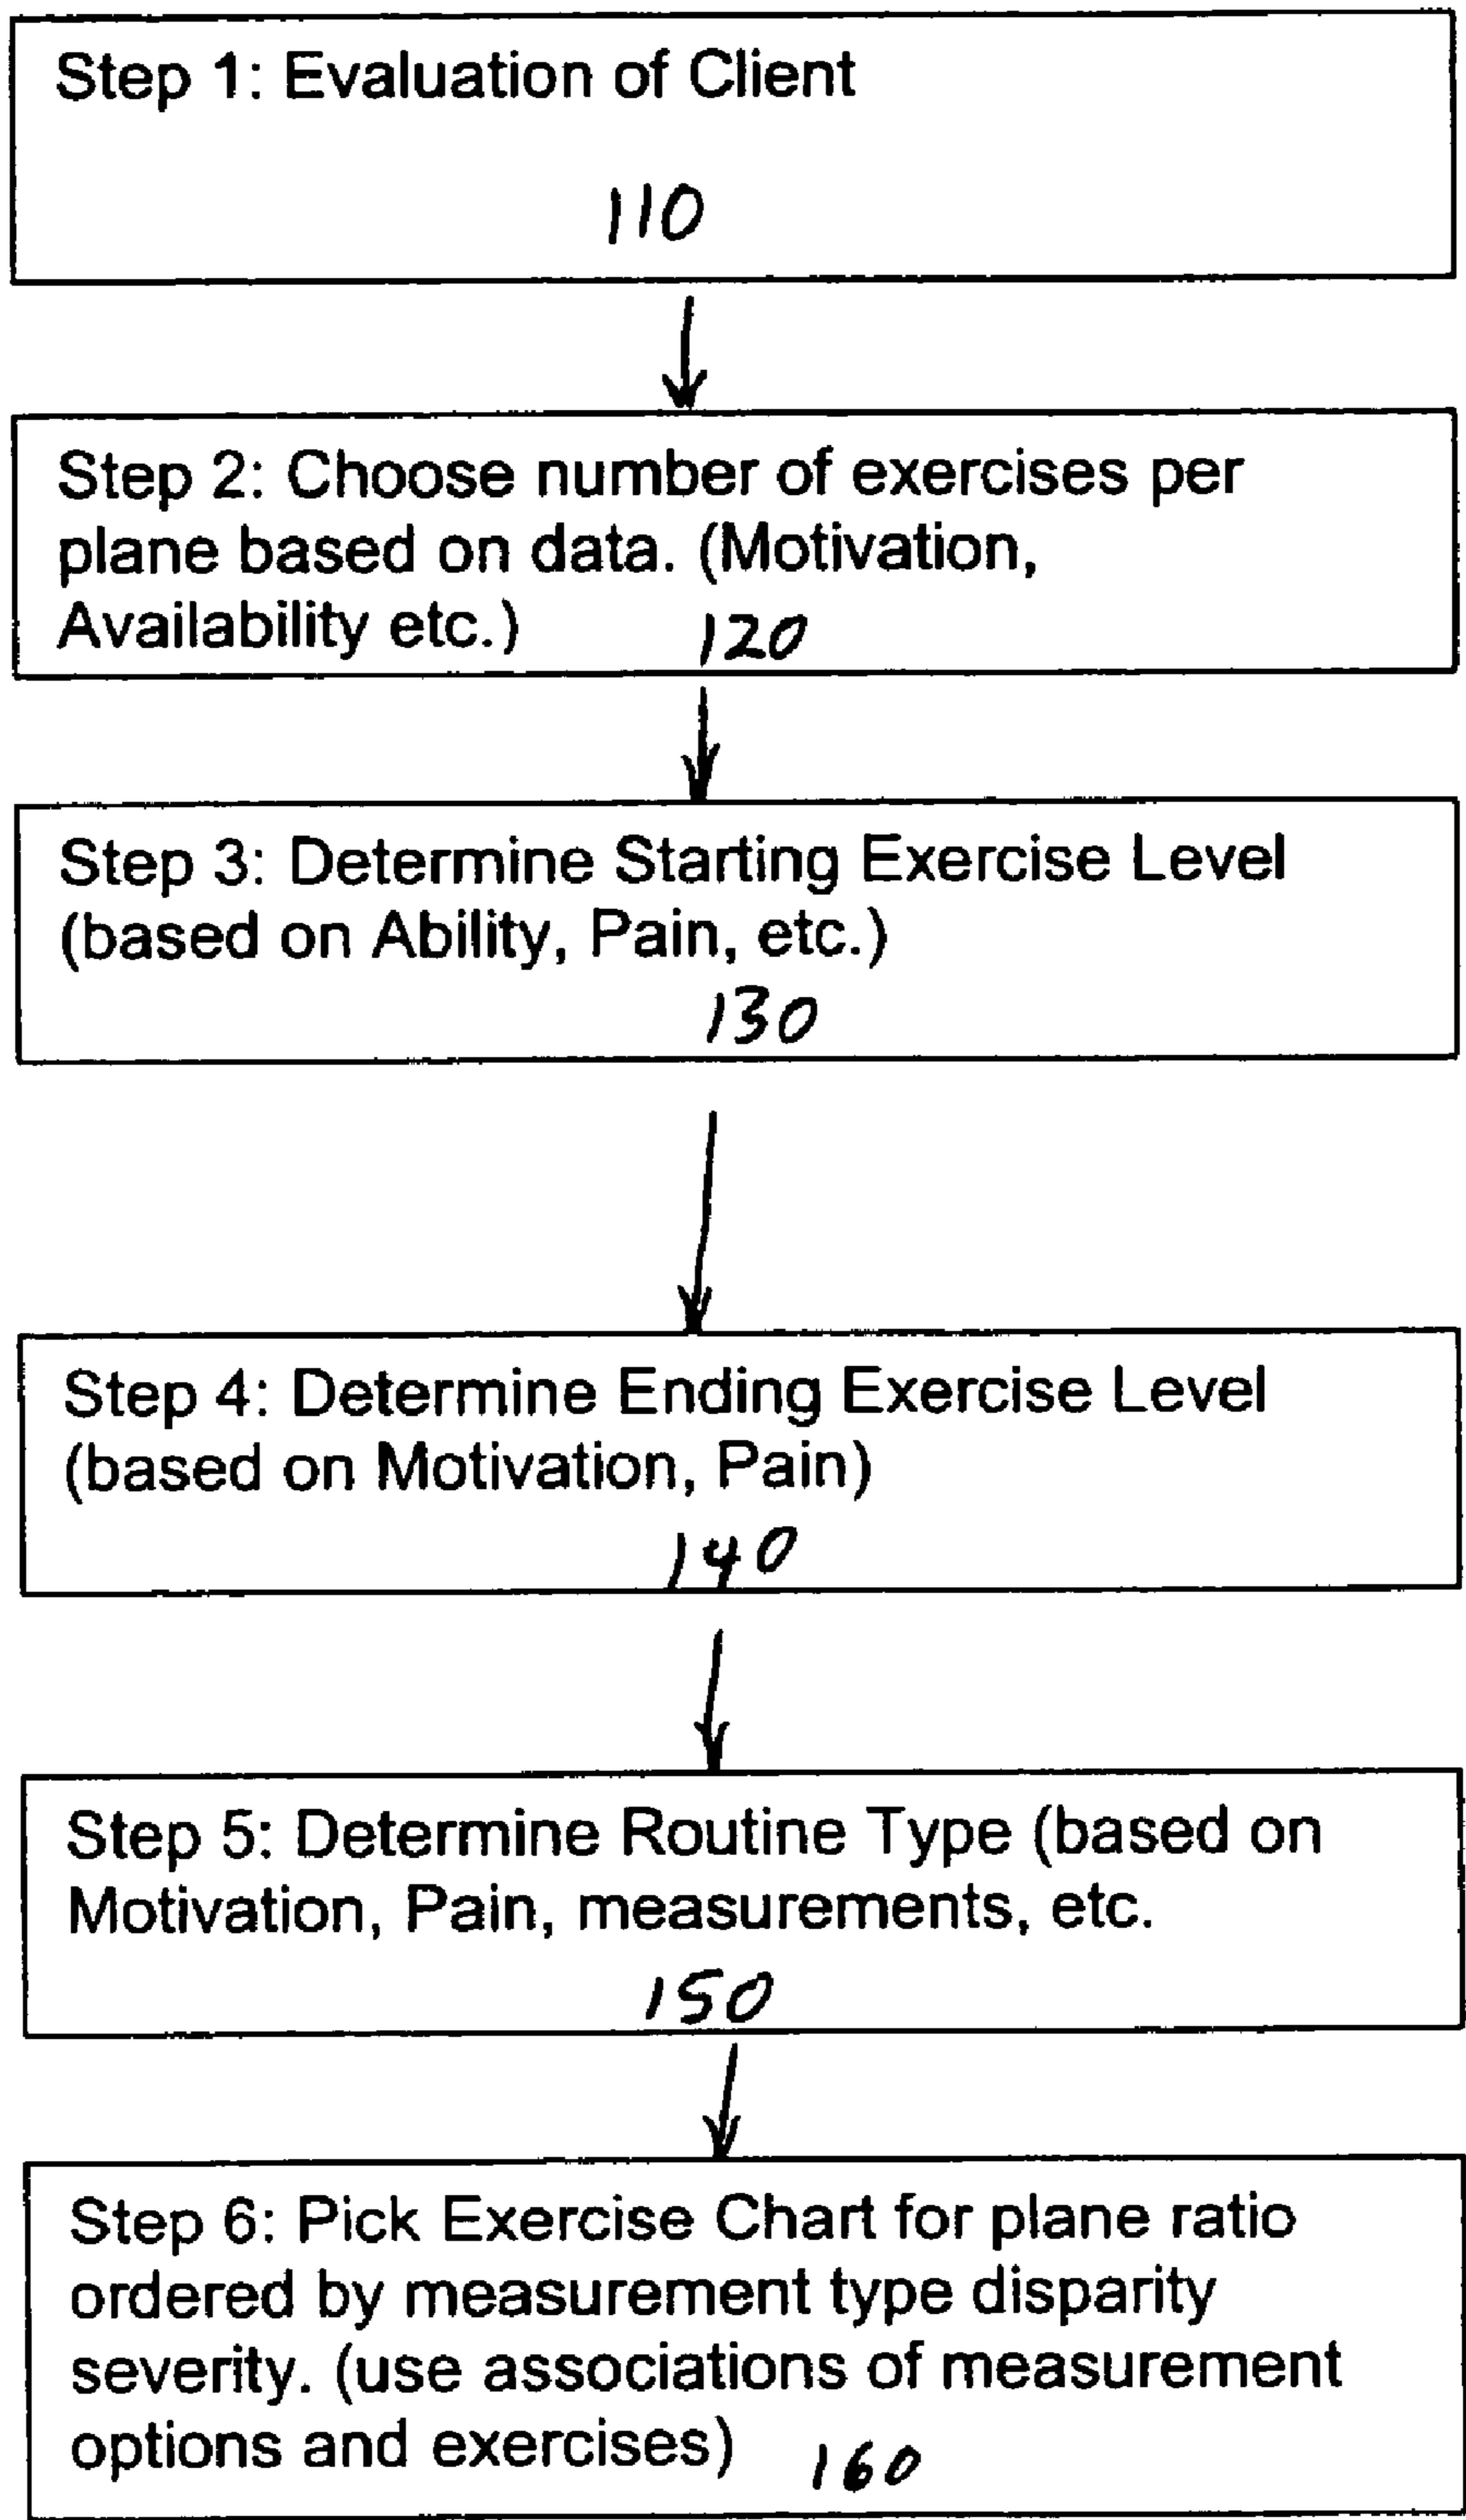 Step 1: Evaluation of Client
110
Step 2: Choose number of exercises per
plane based on data. (Motivation,
Availability etc.) 120
Step 3: Determine Starting Exercise Level
(based on Ability, Pain, etc.)
130
Step 4: Determine Ending Exercise Level
(based on Motivation, Pain)
140
Step 5: Determine Routine Type (based on
Motivation, Pain, measurements, etc.
150
Step 6: Pick Exercise Chart for plane ratio
ordered by measurement type disparity
severity. (use associations of measurement
options and exercises) 160